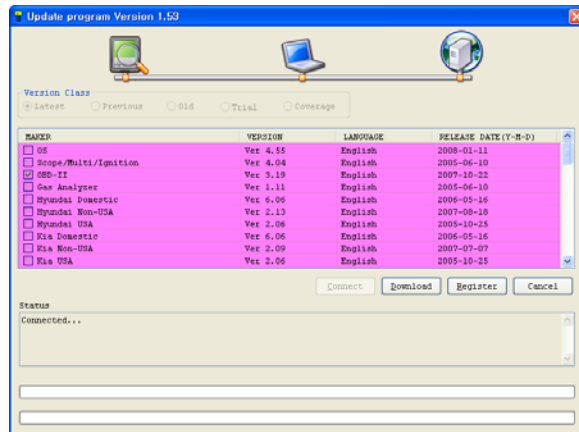 Update program Version 1.53
Version Class
Latest Previous Old Trial Coverage
MAKER VERSION LANGUAGE RELEASE DATE(Y-M-D)
OS Ver 4.55 English 2008-01-11
Scope/Multi/Ignition Ver 4.04 English 2005-06-10
OBD-II Ver 3.19 English 2007-10-22
Gas Analyzer Ver 1.11 English 2005-06-10
Hyundai Domestic Ver 6.06 English 2006-05-16
Hyundai Non-USA Ver 2.13 English 2007-08-18
Hyundai USA Ver 2.06 English 2005-10-25
Kia Domestic Ver 6.06 English 2006-05-16
Kia Non-USA Ver 2.09 English 2007-07-07
Kia USA Ver 2.06 English 2005-10-25
Connect Download Register Cancel
Status
Connected...